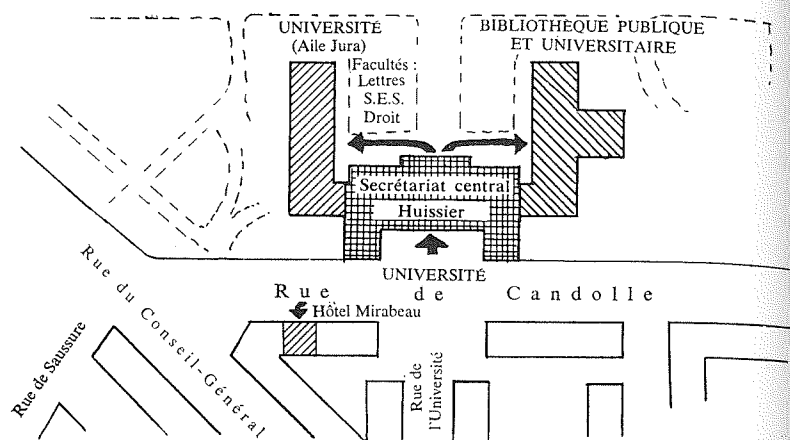 UNIVERSITÉ
(Aile Jura)
Facultés :
Lettres
S.E.S.
Droit
BIBLIOTHÈQUE PUBLIQUE
ET UNIVERSITAIRE
Secrétariat central
Huissier
UNIVERSITÉ
Rue de Candolle
Hôtel Mirabeau
Rue du Conseil-Général
Rue de Saussure
Rue de
l'Université